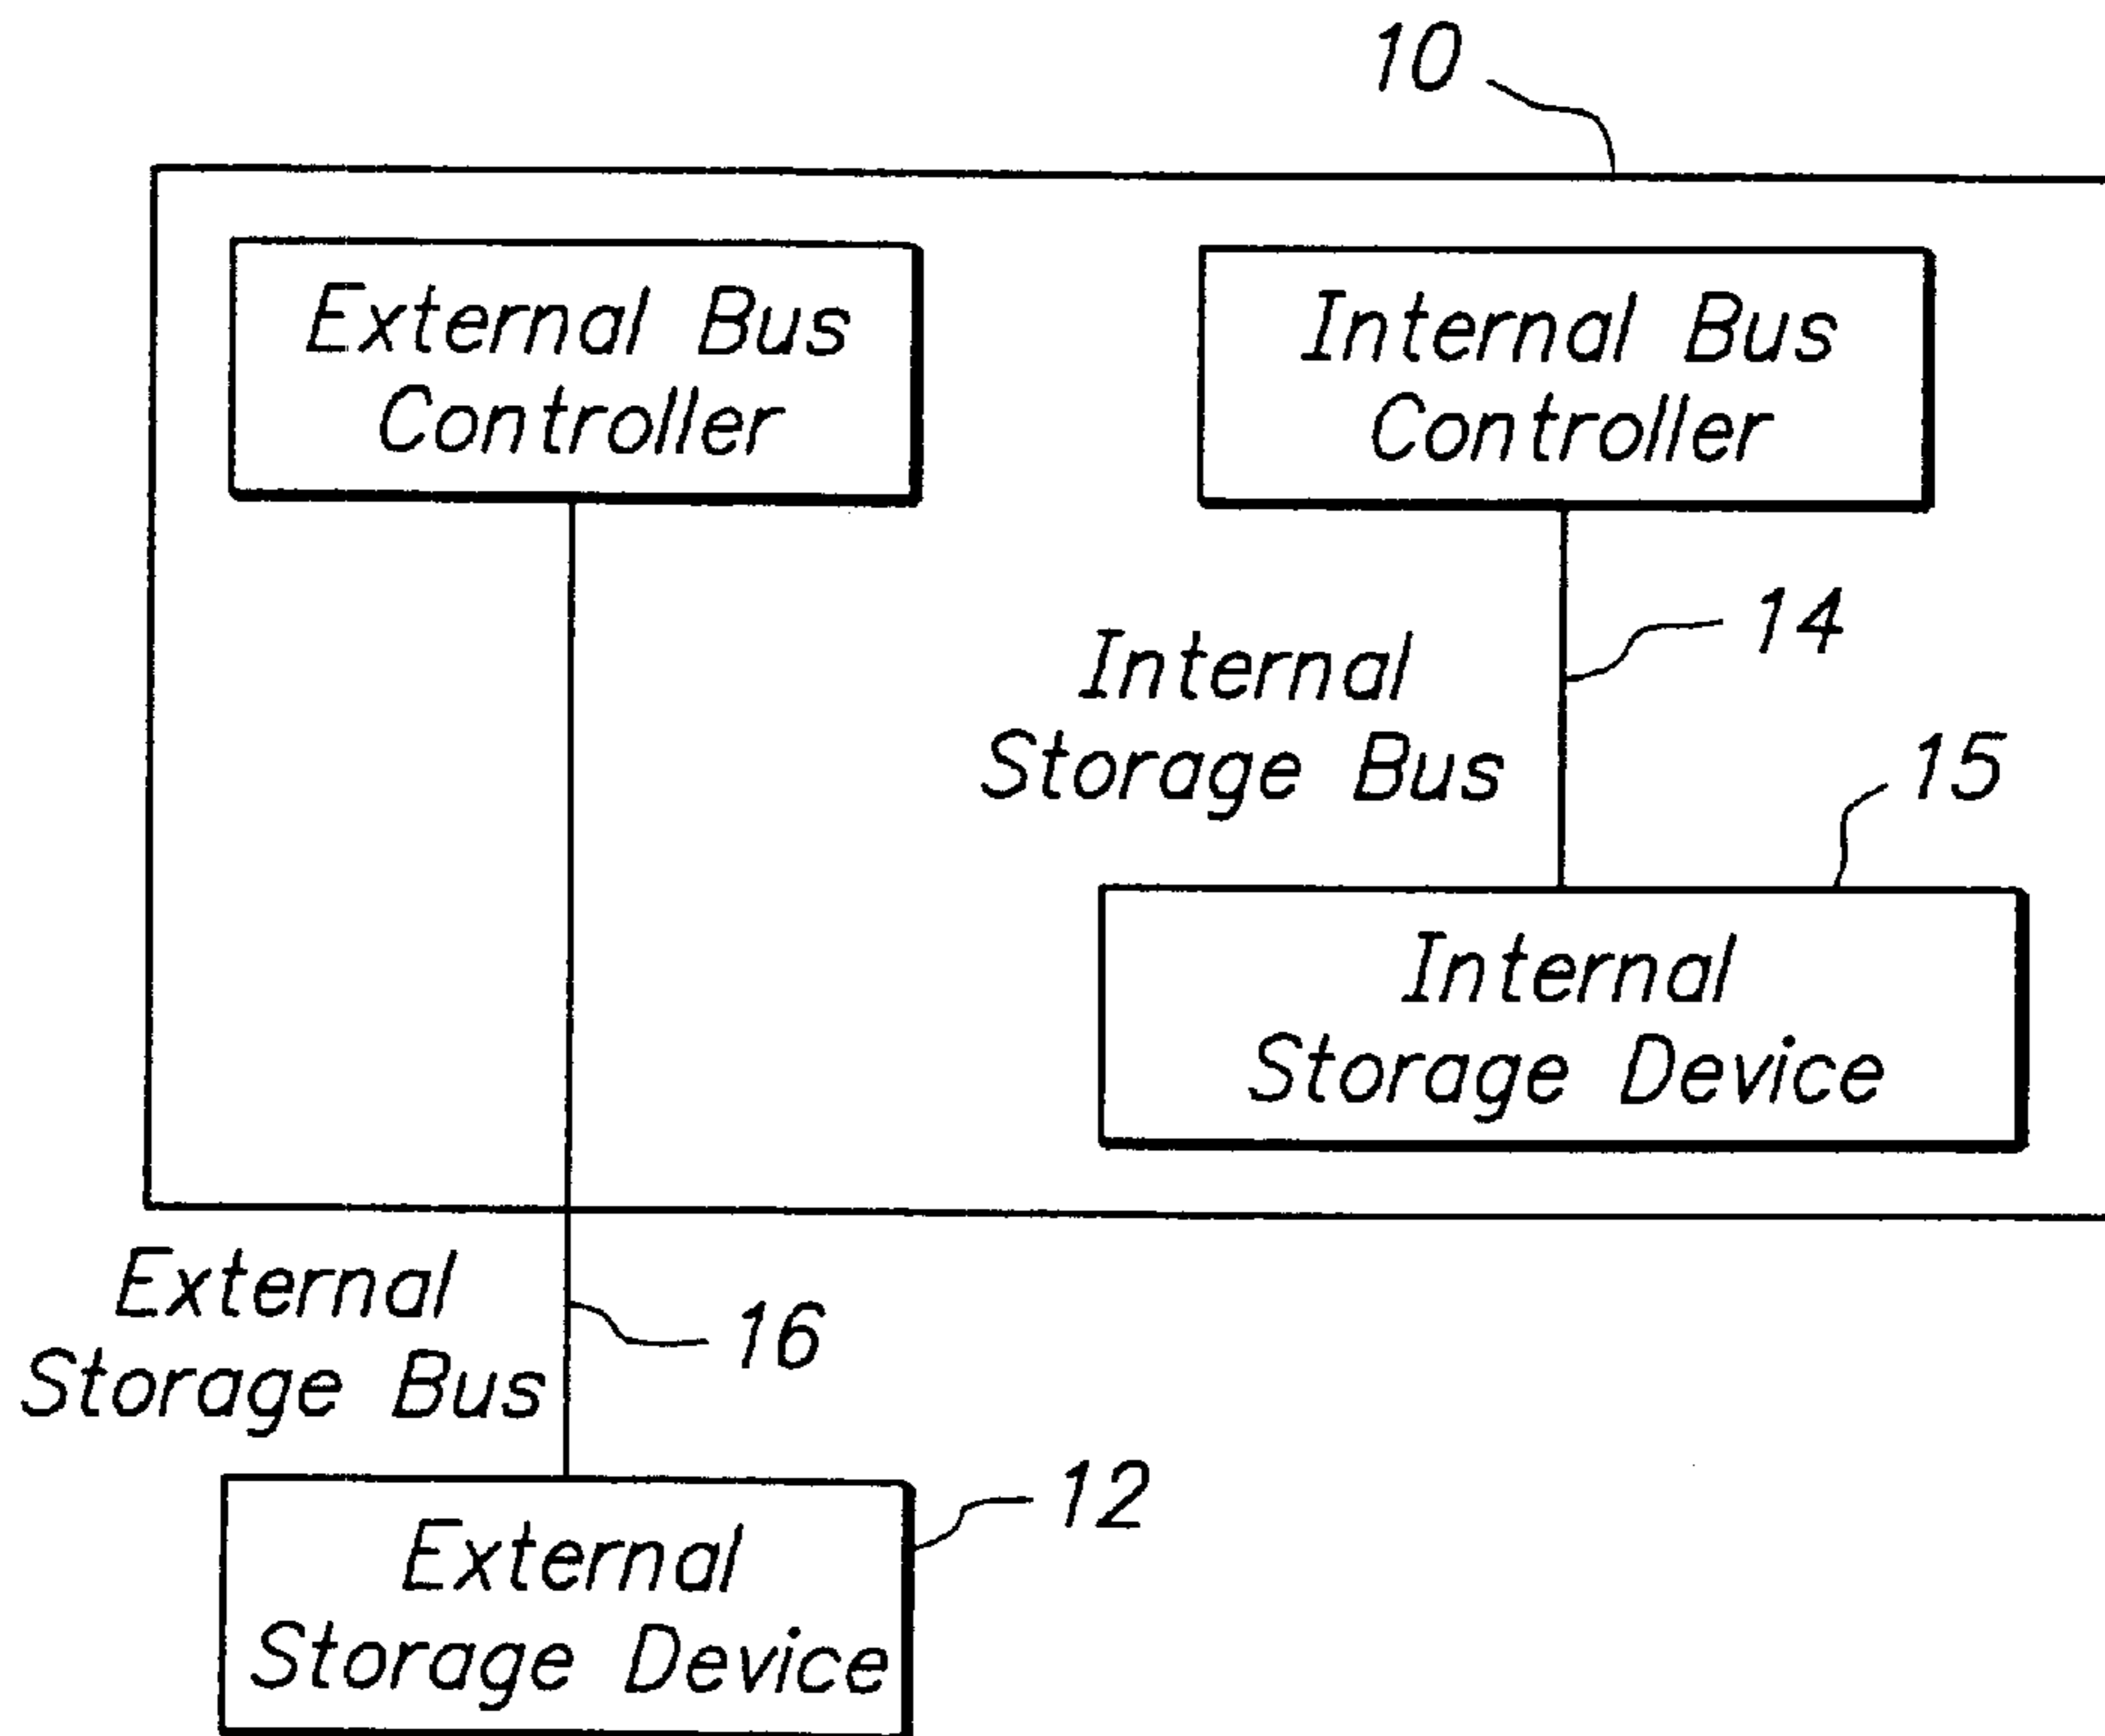 10
External Bus
Controller
Internal Bus
Controller
14
Internal
Storage Bus
15
Internal
Storage Device
External
Storage Bus
16
12
External
Storage Device